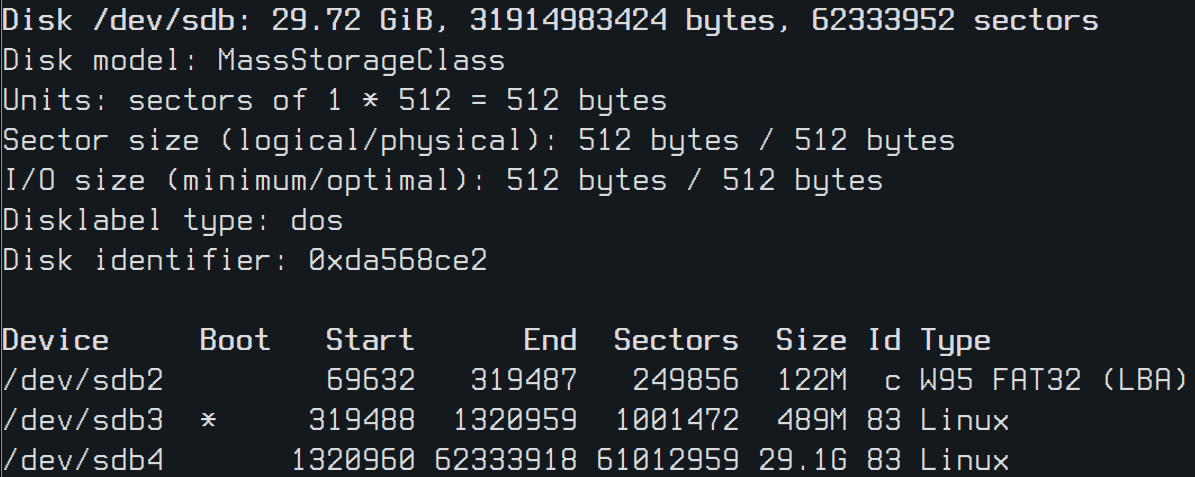 Disk /dev/sdb: 29.72 GiB, 31914983424 bytes, 62333952 sectors
Disk model: MassStorageClass
Units: sectors of 1 * 512 = 512 bytes
Sector size (logical/physical): 512 bytes / 512 bytes
I/O size (minimum/optimal): 512 bytes / 512 bytes
Disklabel type: dos
Disk identifier: 0xda568ce2

Device     Boot   Start      End  Sectors  Size Id Type
/dev/sdb2         69632   319487   249856  122M  c W95 FAT32 (LBA)
/dev/sdb3  *     319488  1320959  1001472  489M 83 Linux
/dev/sdb4       1320960 62333918 61012959 29.1G 83 Linux